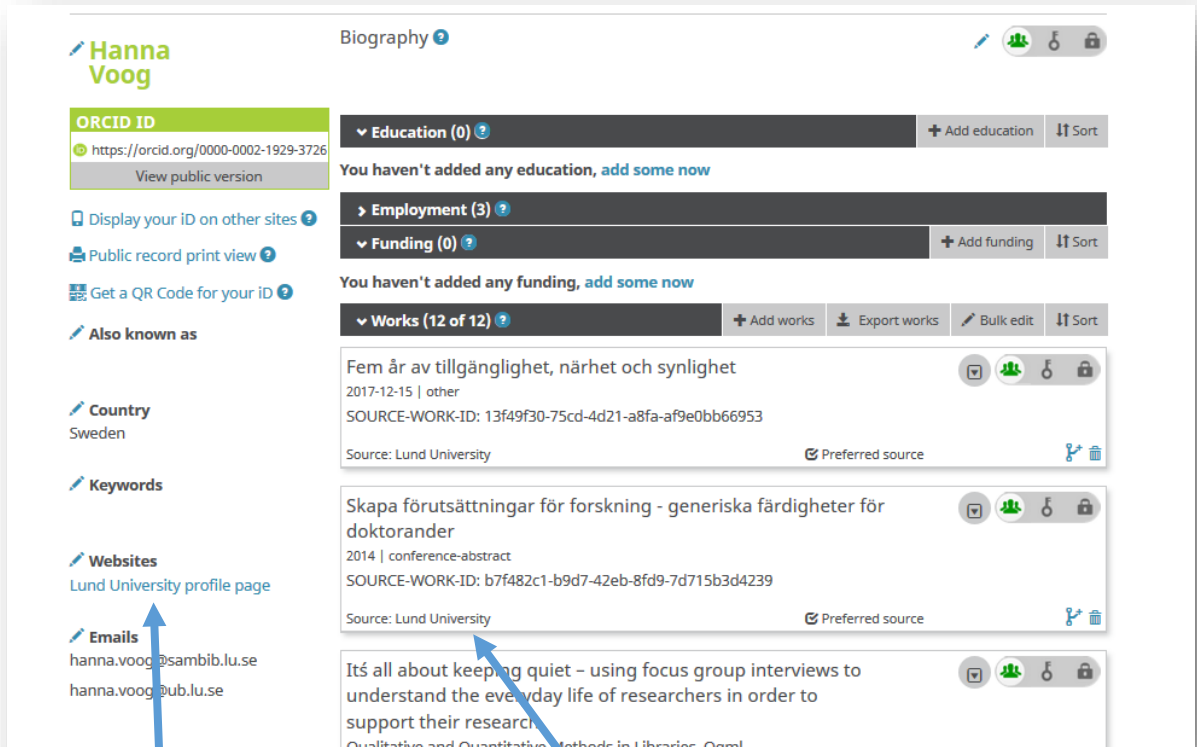 Hanna
Voog
ORCID ID
https://orcid.org/0000-0002-1929-3726
View public version
Display your iD on other sites
Public record print view
Get a QR Code for your iD
Also known as
Country
Sweden
Keywords
Websites
Lund University profile page
Emails
hanna.voog@sambib.lu.se
hanna.voog@ub.lu.se
Biography
Education (0)
Add education
Sort
You haven't added any education, add some now
Employment (3)
Funding (0)
Add funding
Sort
You haven't added any funding, add some now
Works (12 of 12)
Add works
Export works
Bulk edit
Sort
Fem år av tillgänglighet, närhet och synlighet
2017-12-15 | other
SOURCE-WORK-ID: 13f49f30-75cd-4d21-a8fa-af9e0bb66953
Source: Lund University
Preferred source
Skapa förutsättningar för forskning - generiska färdigheter för
doktorander
2014 | conference-abstract
SOURCE-WORK-ID: b7f482c1-b9d7-42eb-8fd9-7d715b3d4239
Source: Lund University
Preferred source
Itś all about keeping quiet – using focus group interviews to
understand the everyday life of researchers in order to
support their research
Qualitative and Quantitative Methods in Libraries, Qqml